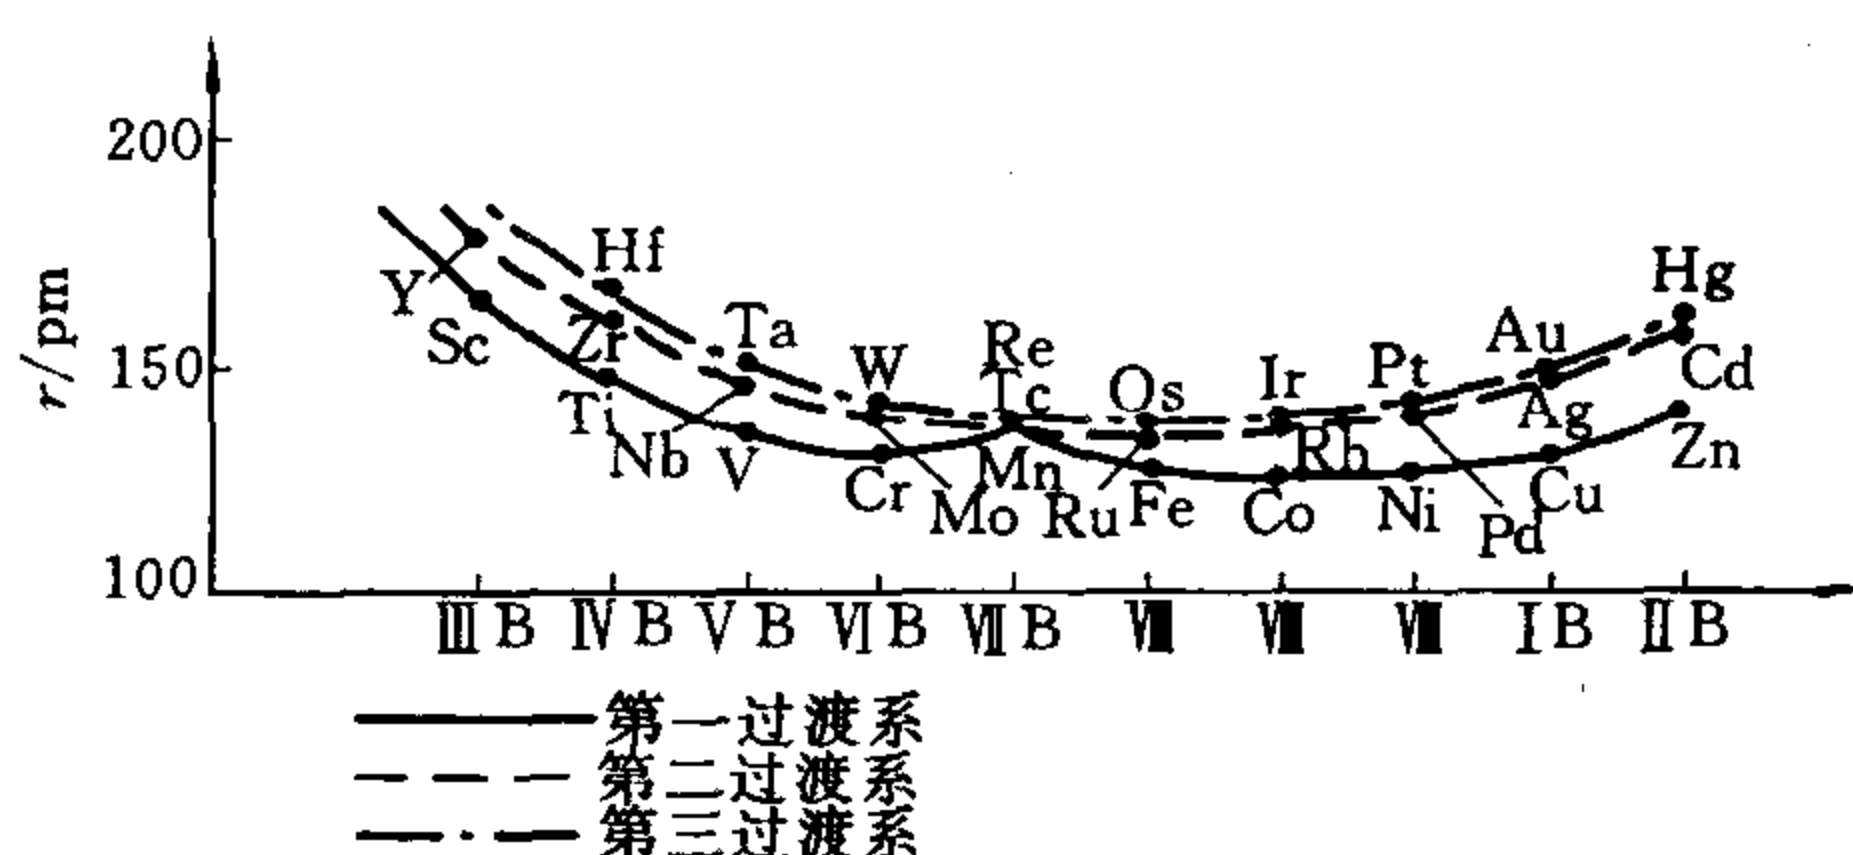 200
Hf
Hg
Y
Ta
Au
Sc
Zr
Re
W
150
Os
Ir
Pt
Cd
Tc
Ti
Nb
V
Ag
Rh
Zn
Cr
Mn
Mo
Ru
Fe
Co
Ni
Cu
Pd
r/pm
100
ⅢB ⅣB ⅤB ⅥB ⅦB Ⅷ Ⅷ Ⅷ ⅠB ⅡB
第一过渡系
第二过渡系
第三过渡系